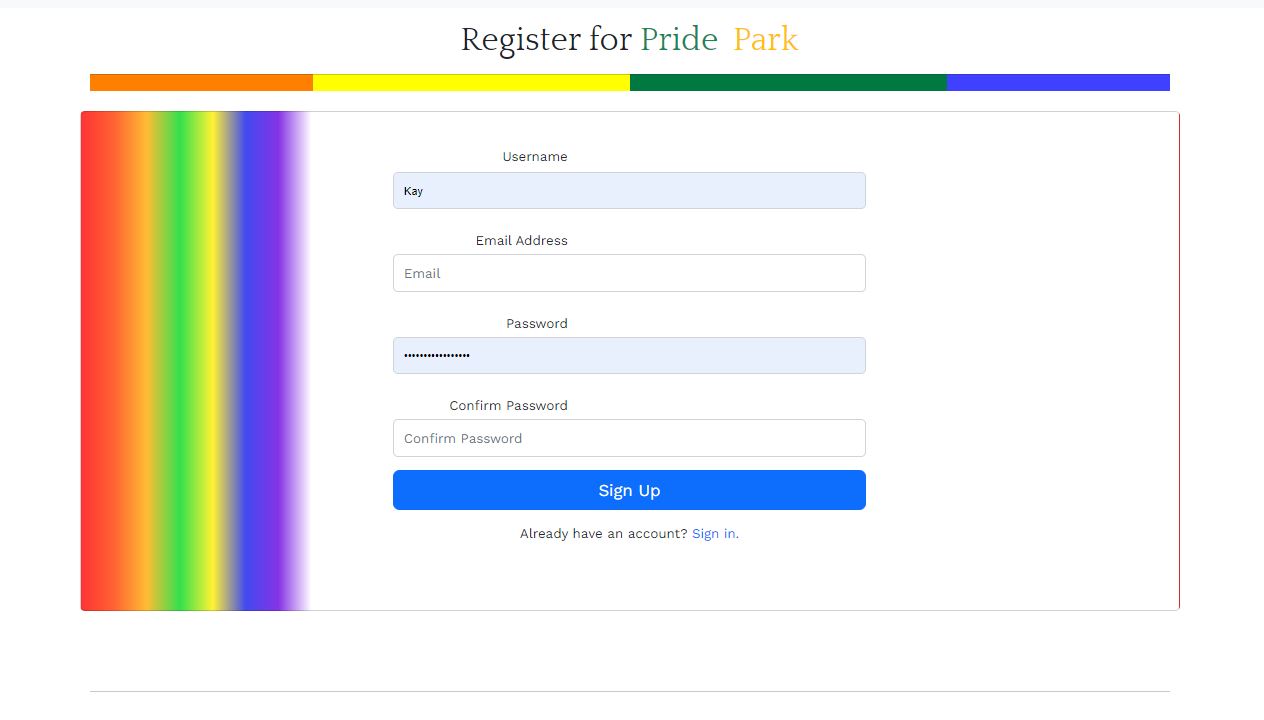 Register for Pride Park
Username
Kay
Email Address
Email
Password
•••••••••••••••••
Confirm Password
Confirm Password
Sign Up
Already have an account? Sign in.